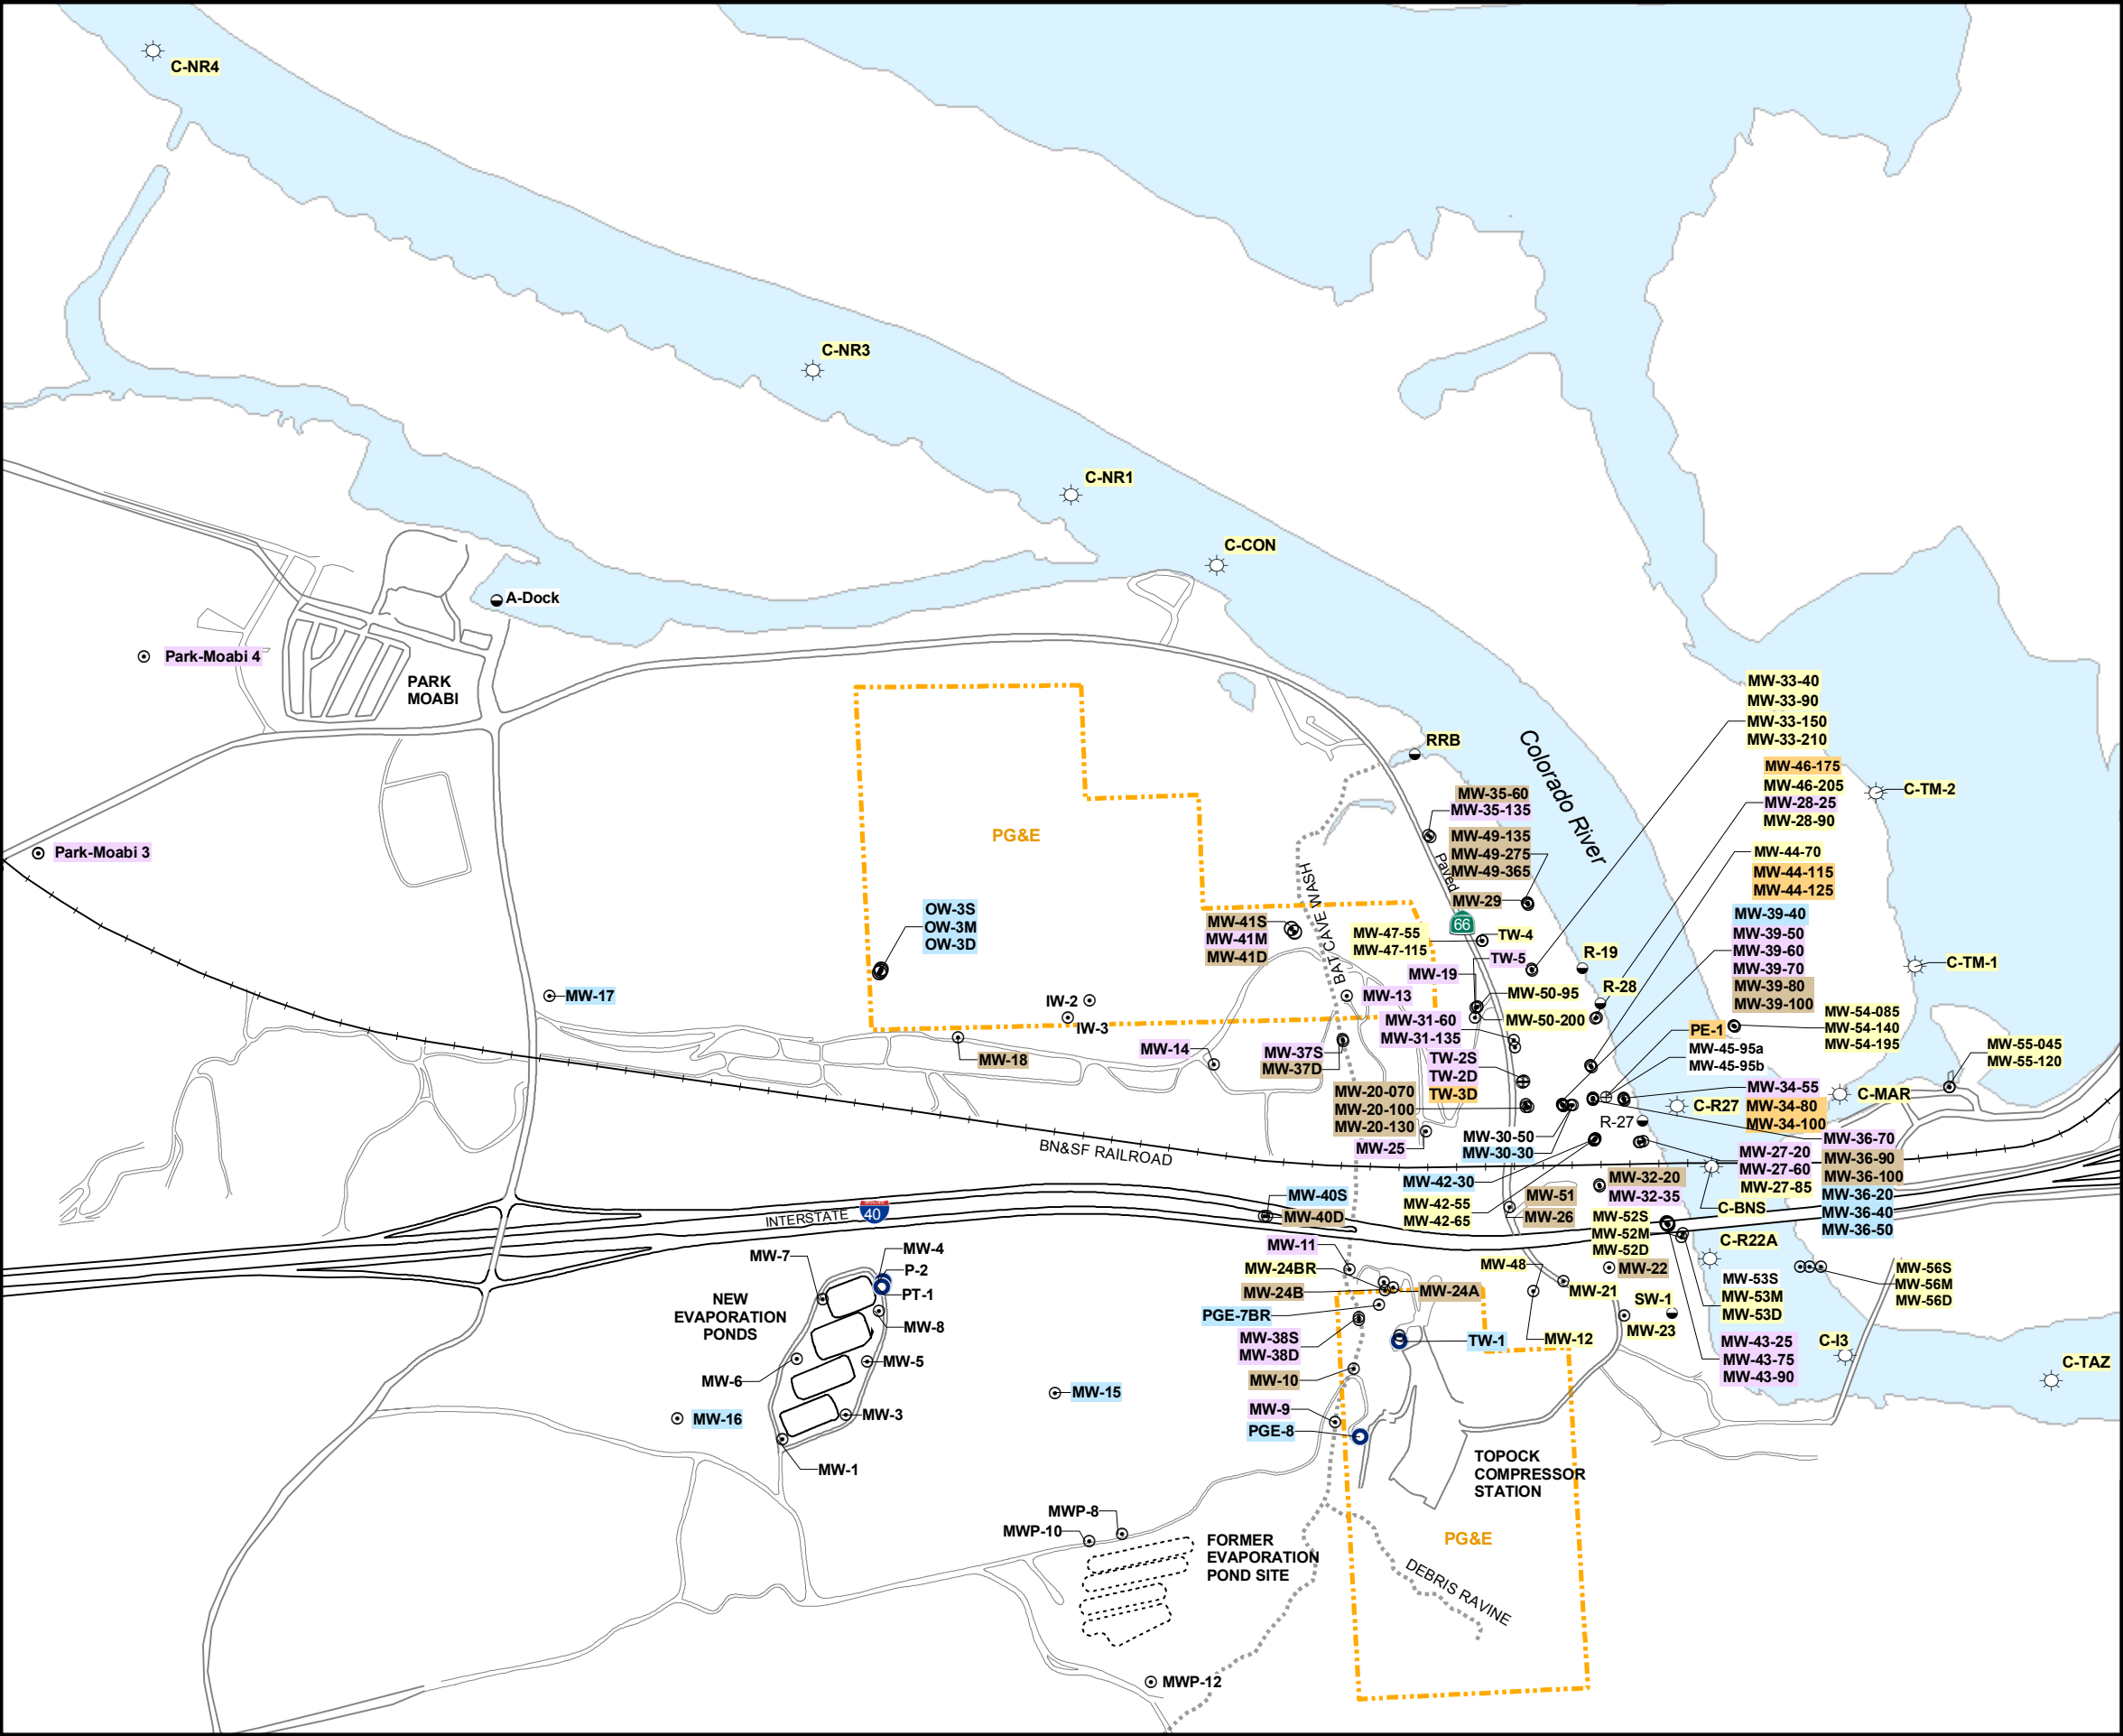 C-NR4
C-NR3
C-NR1
C-CON
A-Dock
Park-Moabi 4
PARK
MOABI
Park-Moabi 3
PG&E
RRB
Colorado River
MW-33-40
MW-33-90
MW-33-150
MW-33-210
MW-46-175
MW-46-205
MW-28-25
MW-28-90
C-TM-2
MW-35-60
MW-35-135
MW-49-135
MW-49-275
MW-49-365
Paved
MW-29
66
MW-44-70
MW-44-115
MW-44-125
MW-39-40
MW-39-50
MW-39-60
MW-39-70
MW-39-80
MW-39-100
C-TM-1
OW-3S
OW-3M
OW-3D
MW-41S
MW-41M
MW-41D
BAT CAVE WASH
MW-47-55
MW-47-115
TW-4
TW-5
MW-19
R-19
R-28
MW-17
IW-2
IW-3
MW-13
MW-50-95
MW-50-200
MW-31-60
MW-31-135
MW-18
MW-14
MW-37S
MW-37D
TW-2S
TW-2D
TW-3D
PE-1
MW-45-95a
MW-45-95b
MW-54-085
MW-54-140
MW-54-195
MW-55-045
MW-55-120
MW-20-070
MW-20-100
MW-20-130
MW-34-55
MW-34-80
MW-34-100
C-R27
C-MAR
R-27
MW-25
MW-30-50
MW-30-30
BN&SF RAILROAD
MW-36-70
MW-36-90
MW-36-100
MW-36-20
MW-36-40
MW-36-50
MW-27-20
MW-27-60
MW-27-85
MW-42-30
MW-42-55
MW-42-65
MW-32-20
MW-32-35
MW-51
MW-26
C-BNS
MW-40S
MW-40D
INTERSTATE
40
MW-52S
MW-52M
MW-52D
C-R22A
MW-11
MW-24BR
MW-24B
MW-24A
MW-48
MW-22
MW-21
MW-53S
MW-53M
MW-53D
MW-56S
MW-56M
MW-56D
MW-7
MW-4
P-2
PT-1
MW-8
NEW
EVAPORATION
PONDS
PGE-7BR
MW-38S
MW-38D
TW-1
MW-12
SW-1
MW-23
MW-43-25
MW-43-75
MW-43-90
C-I3
C-TAZ
MW-5
MW-6
MW-10
MW-15
MW-3
MW-16
MW-9
PGE-8
MW-1
TOPOCK
COMPRESSOR
STATION
MWP-8
MWP-10
FORMER
EVAPORATION
POND SITE
PG&E
DEBRIS RAVINE
MWP-12